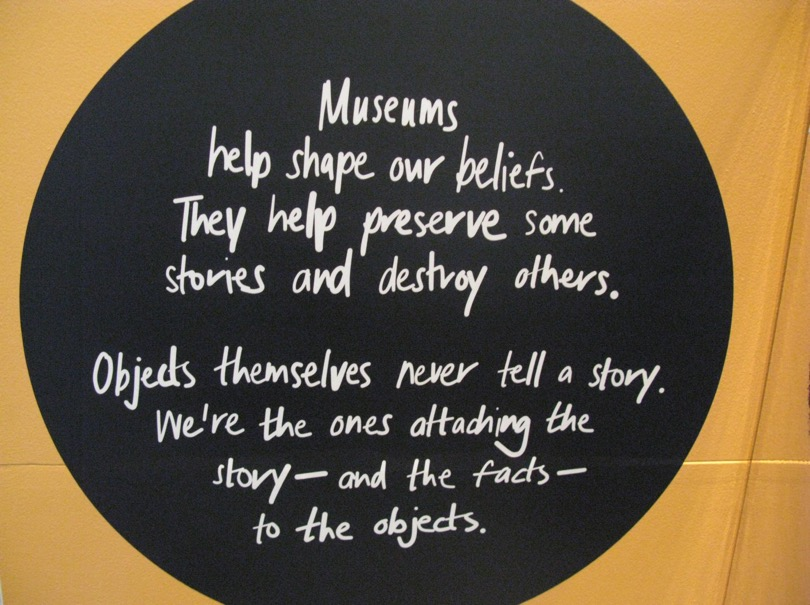 Museums
help shape our beliefs.
They help preserve some
stories and destroy others.
Objects themselves never tell a story.
We're the ones attaching the
story — and the facts —
to the objects.